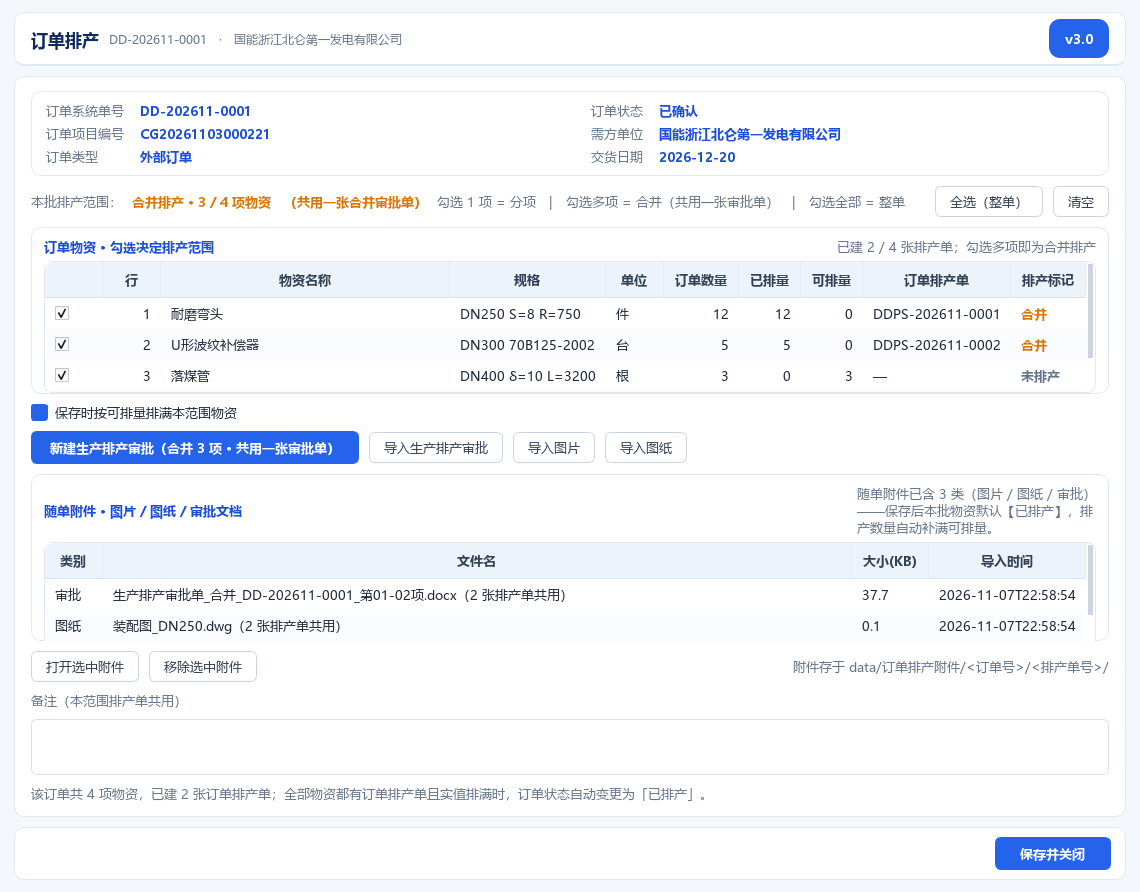 订单排产 DD-202611-0001 · 国能浙江北仑第一发电有限公司 v3.0
订单系统单号 DD-202611-0001 订单状态 已确认
订单项目编号 CG20261103000221 需方单位 国能浙江北仑第一发电有限公司
订单类型 外部订单 交货日期 2026-12-20
本批排产范围: 合并排产 • 3 / 4 项物资 (共用一张合并审批单) 勾选 1 项 = 分项 | 勾选多项 = 合并（共用一张审批单） | 勾选全部 = 整单 全选（整单） 清空
订单物资 • 勾选决定排产范围 已建 2 / 4 张排产单；勾选多项即为合并排产
行 物资名称 规格 单位 订单数量 已排量 可排量 订单排产单 排产标记
1 耐磨弯头 DN250 S=8 R=750 件 12 12 0 DDPS-202611-0001 合并
2 U形波纹补偿器 DN300 70B125-2002 台 5 5 0 DDPS-202611-0002 合并
3 落煤管 DN400 δ=10 L=3200 根 3 0 3 — 未排产
保存时按可排量排满本范围物资
新建生产排产审批（合并 3 项 • 共用一张审批单） 导入生产排产审批 导入图片 导入图纸
随单附件 • 图片 / 图纸 / 审批文档
随单附件已含 3 类（图片 / 图纸 / 审批）
——保存后本批物资默认【已排产】，排
产数量自动补满可排量。
类别 文件名 大小(KB) 导入时间
审批 生产排产审批单_合并_DD-202611-0001_第01-02项.docx（2 张排产单共用） 37.7 2026-11-07T22:58:54
图纸 装配图_DN250.dwg（2 张排产单共用） 0.1 2026-11-07T22:58:54
打开选中附件 移除选中附件 附件存于 data/订单排产附件/<订单号>/<排产单号>/
备注（本范围排产单共用）
该订单共 4 项物资，已建 2 张订单排产单；全部物资都有订单排产单且实值排满时，订单状态自动变更为「已排产」。
保存并关闭